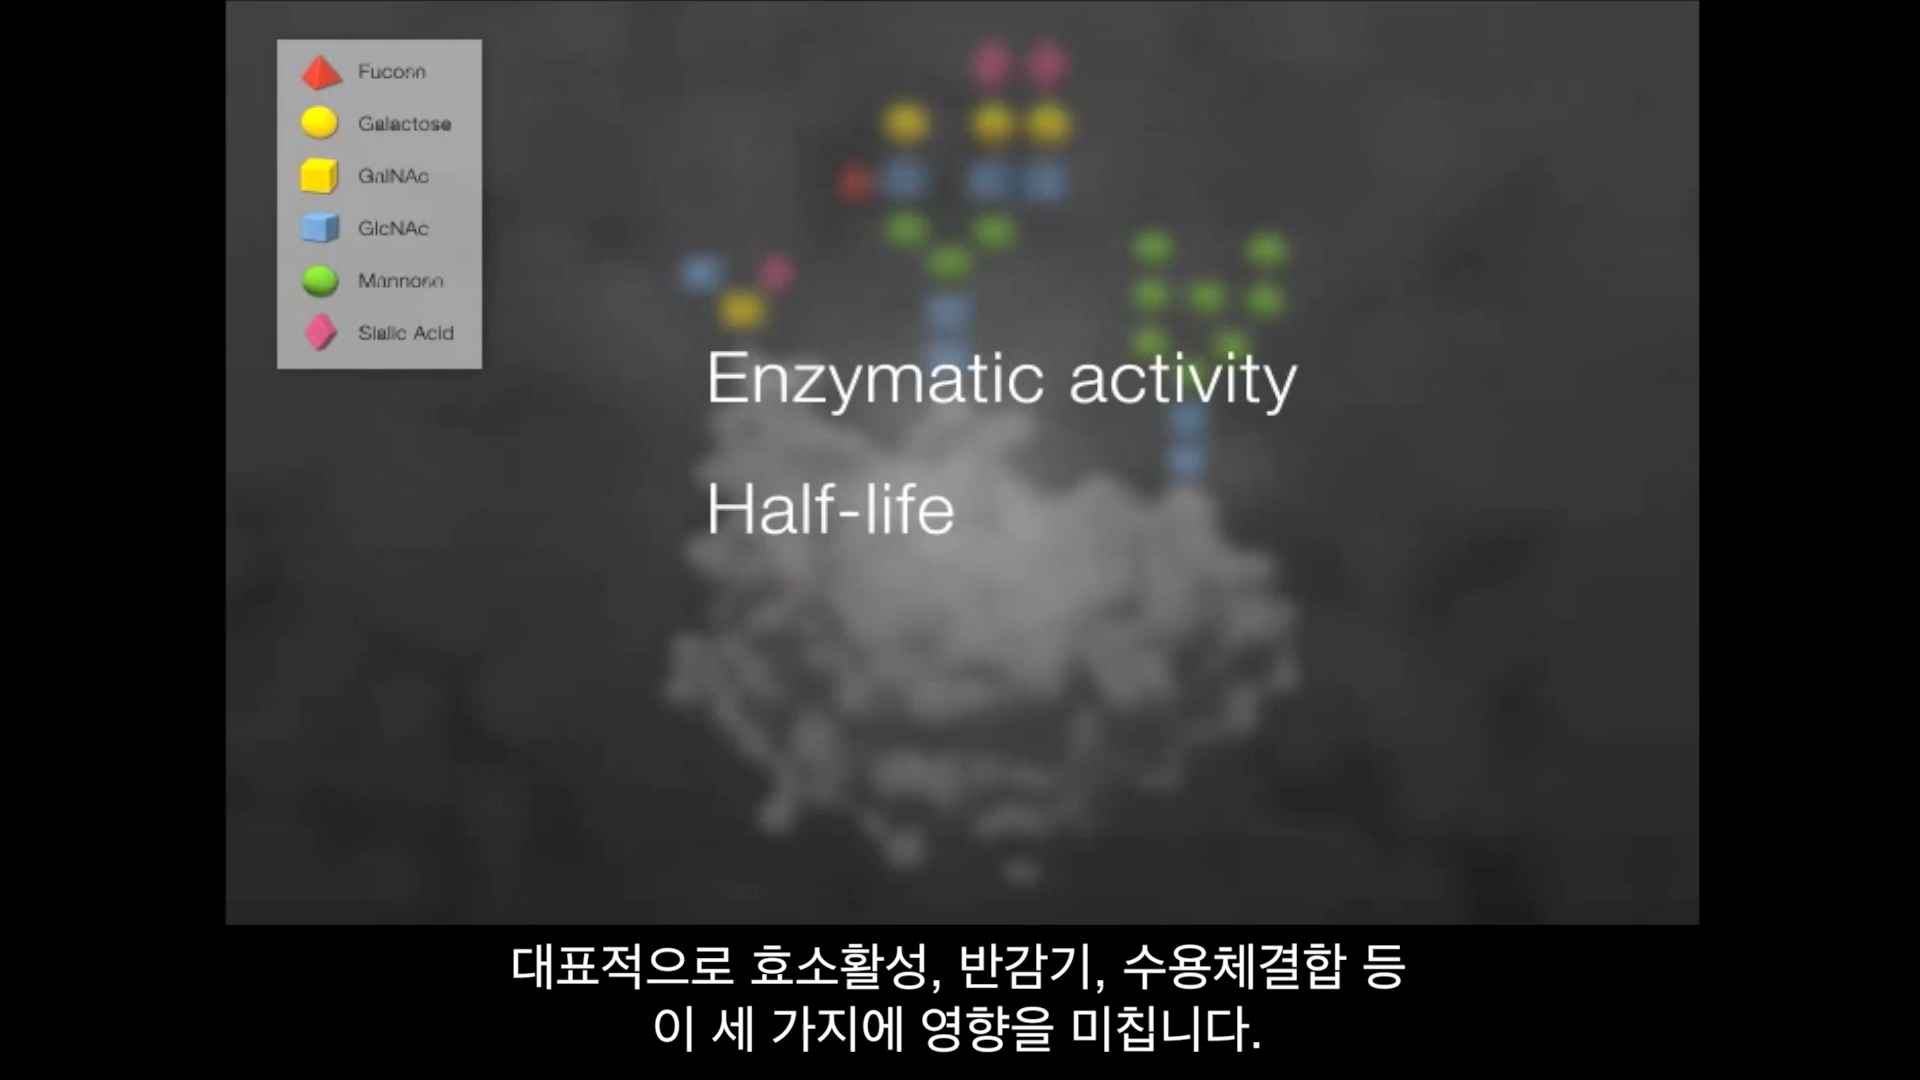 Fucose
Galactose
GalNAc
GlcNAc
Mannose
Sialic Acid
Enzymatic activity
Half-life
대표적으로 효소활성, 반감기, 수용체결합 등
이 세 가지에 영향을 미칩니다.